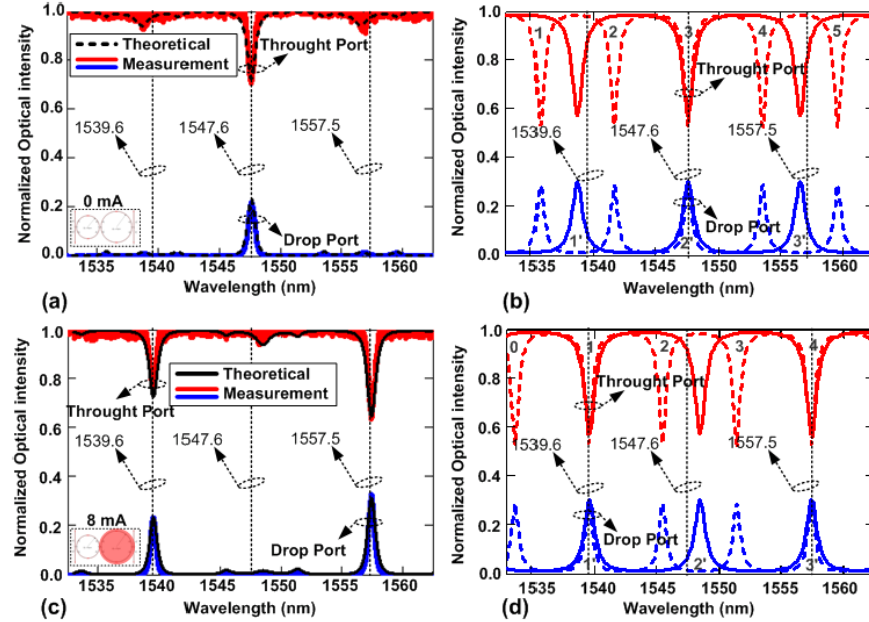 Normalized Optical intensity
1.0
0.8
0.6
0.4
0.2
0.0
Theoretical
Measurement
Throught Port
1539.6
1547.6
1557.5
0 mA
Drop Port
1535 1540 1545 1550 1555 1560
Wavelength (nm)
(a)
Normalized Optical intensity
1.0
0.8
0.6
0.4
0.2
0.0
1 2 3 4 5
Throught Port
1539.6
1547.6
1557.5
Drop Port
1' 2' 3'
1535 1540 1545 1550 1555 1560
Wavelength (nm)
(b)
Normalized Optical intensity
1.0
0.8
0.6
0.4
0.2
0.0
Theoretical
Measurement
Throught Port
1539.6
1547.6
1557.5
8 mA
Drop Port
1535 1540 1545 1550 1555 1560
Wavelength (nm)
(c)
Normalized Optical intensity
1.0
0.8
0.6
0.4
0.2
0.0
0 1 2 3 4
Throught Port
1539.6
1547.6
1557.5
Drop Port
1' 2' 3'
1535 1540 1545 1550 1555 1560
Wavelength (nm)
(d)